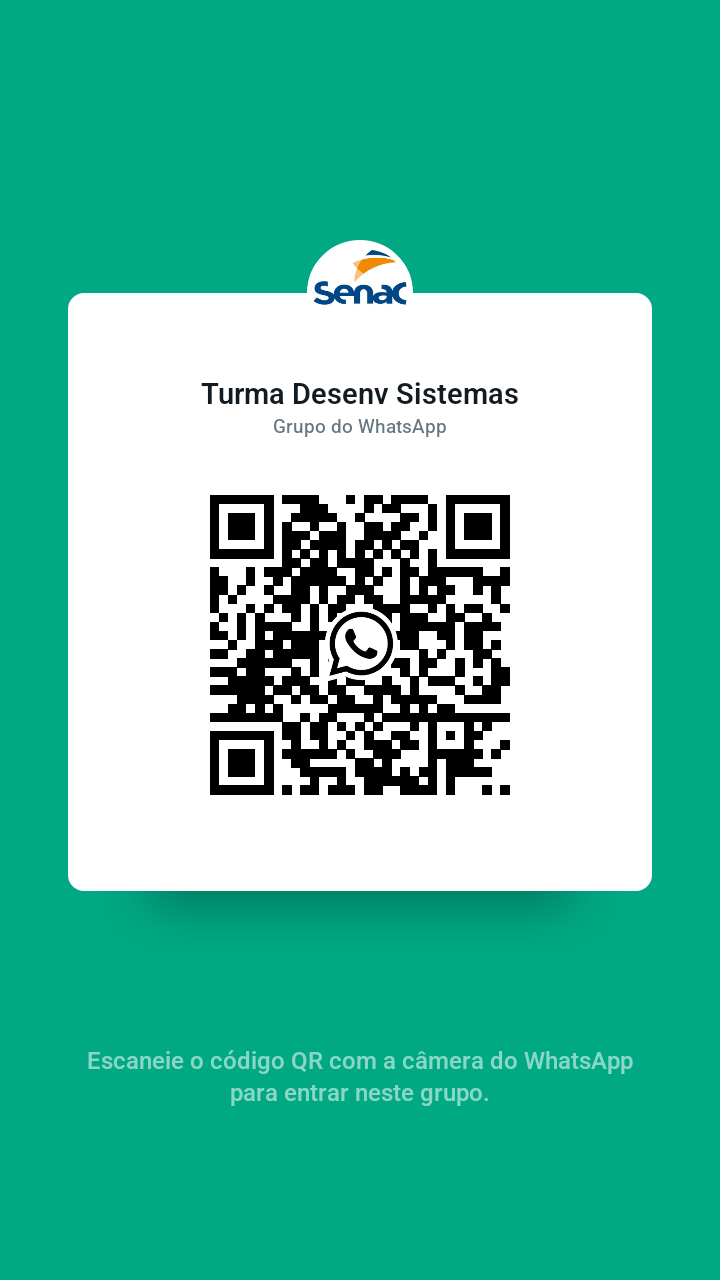 Senac
Turma Desenv Sistemas
Grupo do WhatsApp
Escaneie o código QR com a câmera do WhatsApp
para entrar neste grupo.